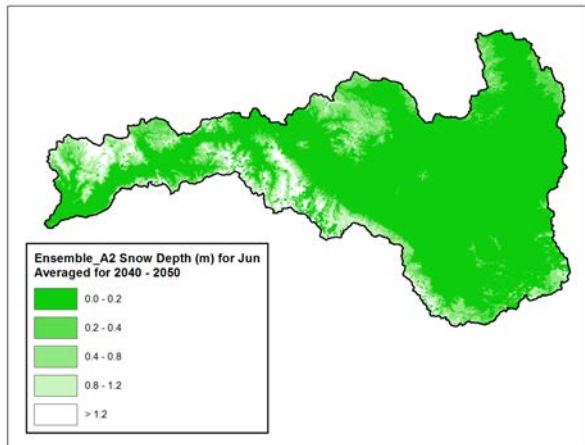 Ensemble_A2 Snow Depth (m) for Jun
Averaged for 2040 - 2050
0.0 - 0.2
0.2 - 0.4
0.4 - 0.8
0.8 - 1.2
> 1.2